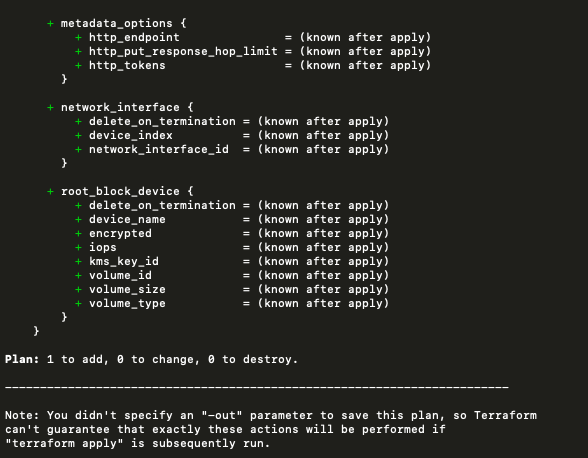 + metadata_options {
+ http_endpoint = (known after apply)
+ http_put_response_hop_limit = (known after apply)
+ http_tokens = (known after apply)
}
+ network_interface {
+ delete_on_termination = (known after apply)
+ device_index = (known after apply)
+ network_interface_id = (known after apply)
}
+ root_block_device {
+ delete_on_termination = (known after apply)
+ device_name = (known after apply)
+ encrypted = (known after apply)
+ iops = (known after apply)
+ kms_key_id = (known after apply)
+ volume_id = (known after apply)
+ volume_size = (known after apply)
+ volume_type = (known after apply)
}
}
Plan: 1 to add, 0 to change, 0 to destroy.
------------------------------------------------------------------------
Note: You didn't specify an "-out" parameter to save this plan, so Terraform
can't guarantee that exactly these actions will be performed if
"terraform apply" is subsequently run.